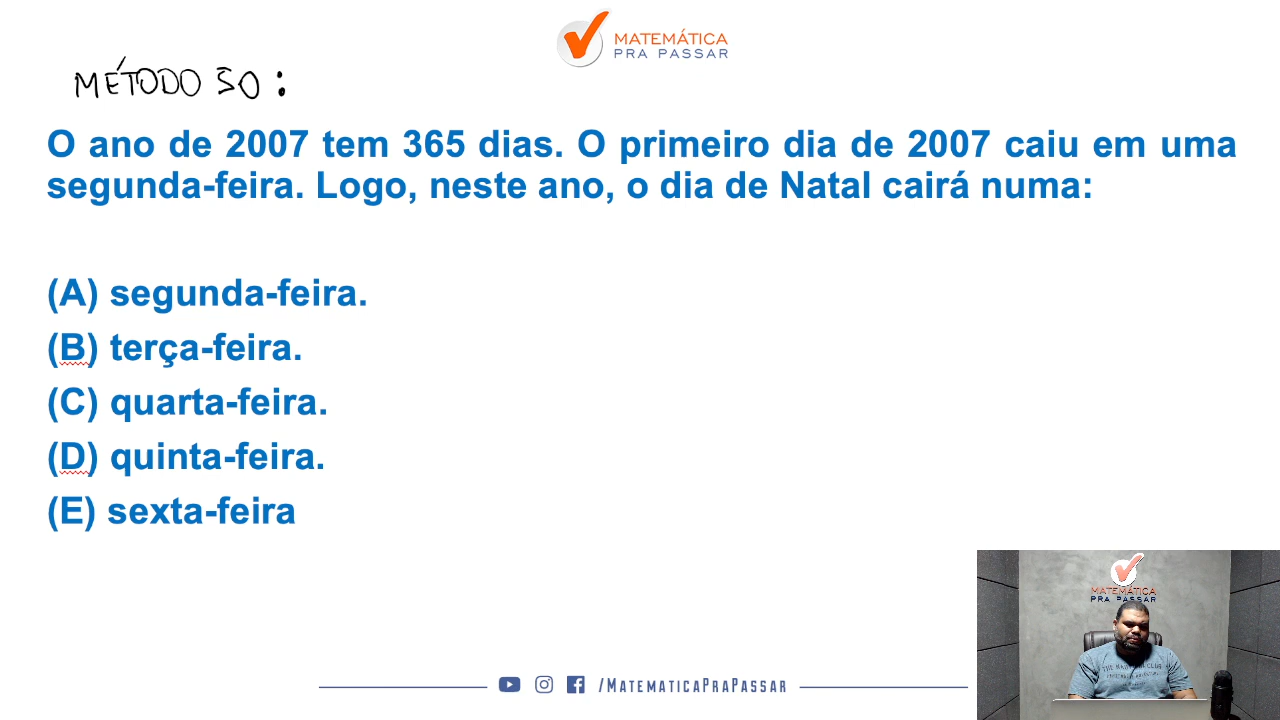 MATEMÁTICA
PRA PASSAR
MÉTODO 50 :
O ano de 2007 tem 365 dias. O primeiro dia de 2007 caiu em uma
segunda-feira. Logo, neste ano, o dia de Natal cairá numa:
(A) segunda-feira.
(B) terça-feira.
(C) quarta-feira.
(D) quinta-feira.
(E) sexta-feira
MATEMÁTICA
PRA PASSAR
/MATEMATICAPRAPASSAR